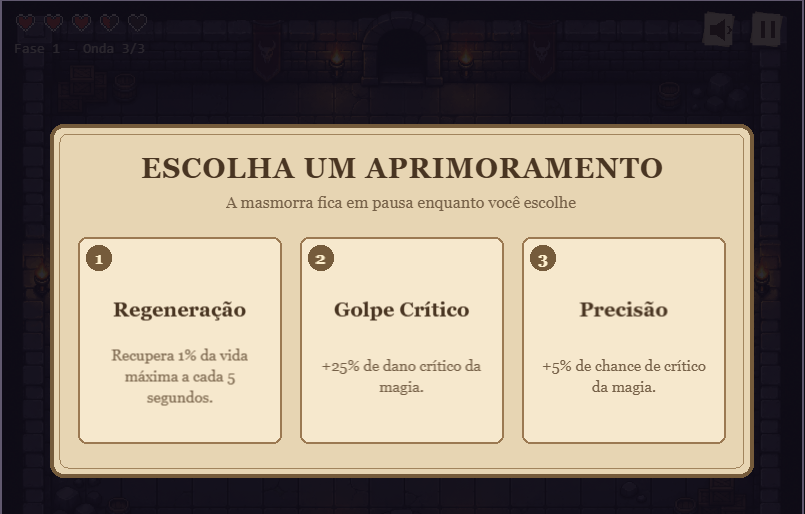 Fase 1 - Onda 3/3
ESCOLHA UM APRIMORAMENTO
A masmorra fica em pausa enquanto você escolhe
1
Regeneração
Recupera 1% da vida
máxima a cada 5
segundos.
2
Golpe Crítico
+25% de dano crítico da
magia.
3
Precisão
+5% de chance de crítico
da magia.